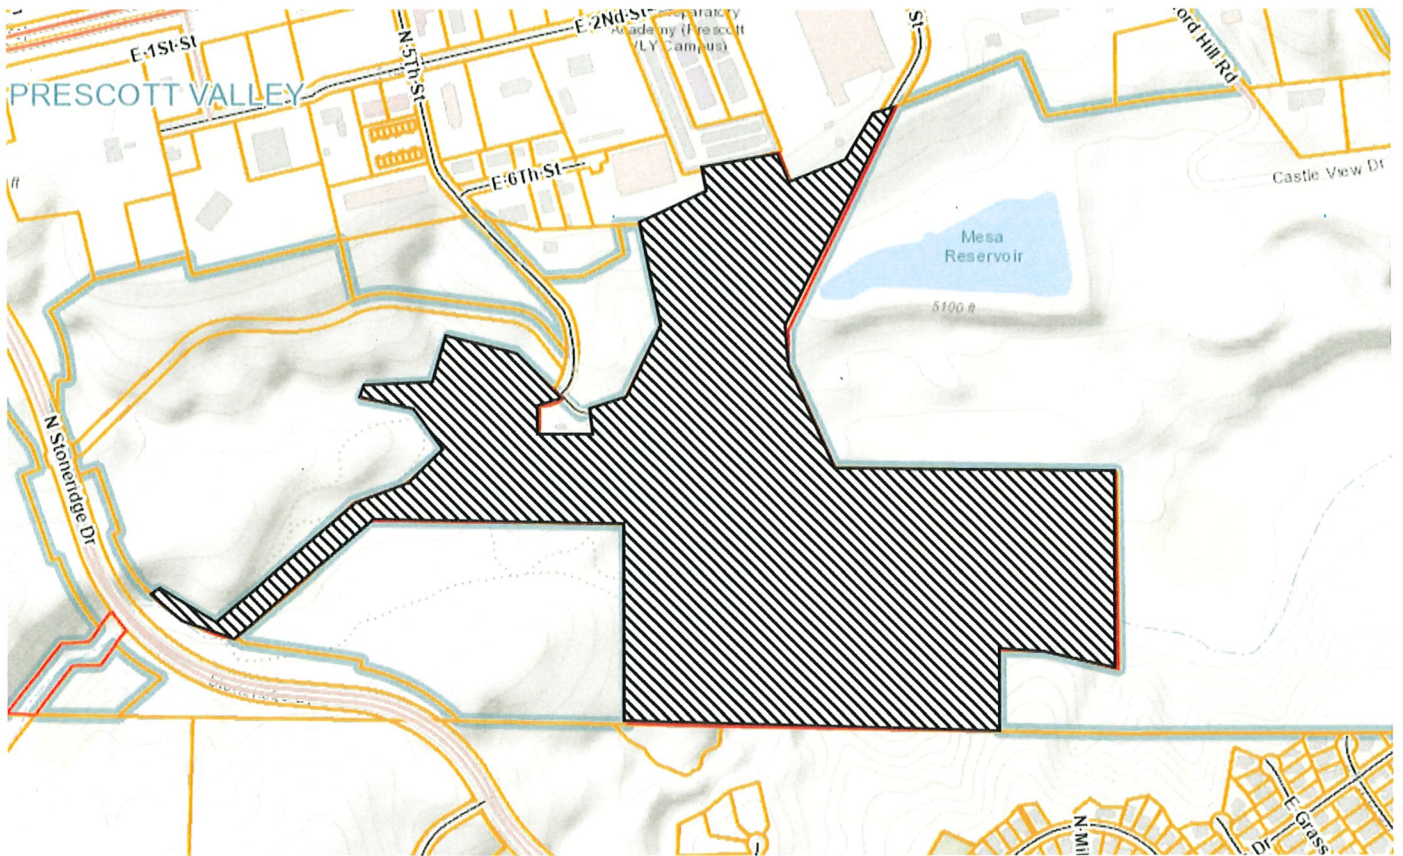 E 1St St
E 2Nd St
N 5Th St
St
Academy (Prescott
Campus)
Hill Rd
PRESCOTT VALLEY
E 6Th St
ft
Castle View Dr
Mesa
Reservoir
5100 ft
N Stoneridge Dr
E Grass
Dr